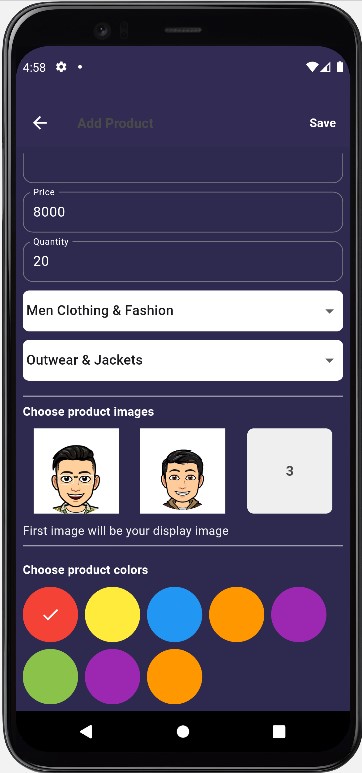 4:58
Add Product
Save
Price
8000
Quantity
20
Men Clothing & Fashion
Outwear & Jackets
Choose product images
3
First image will be your display image
Choose product colors